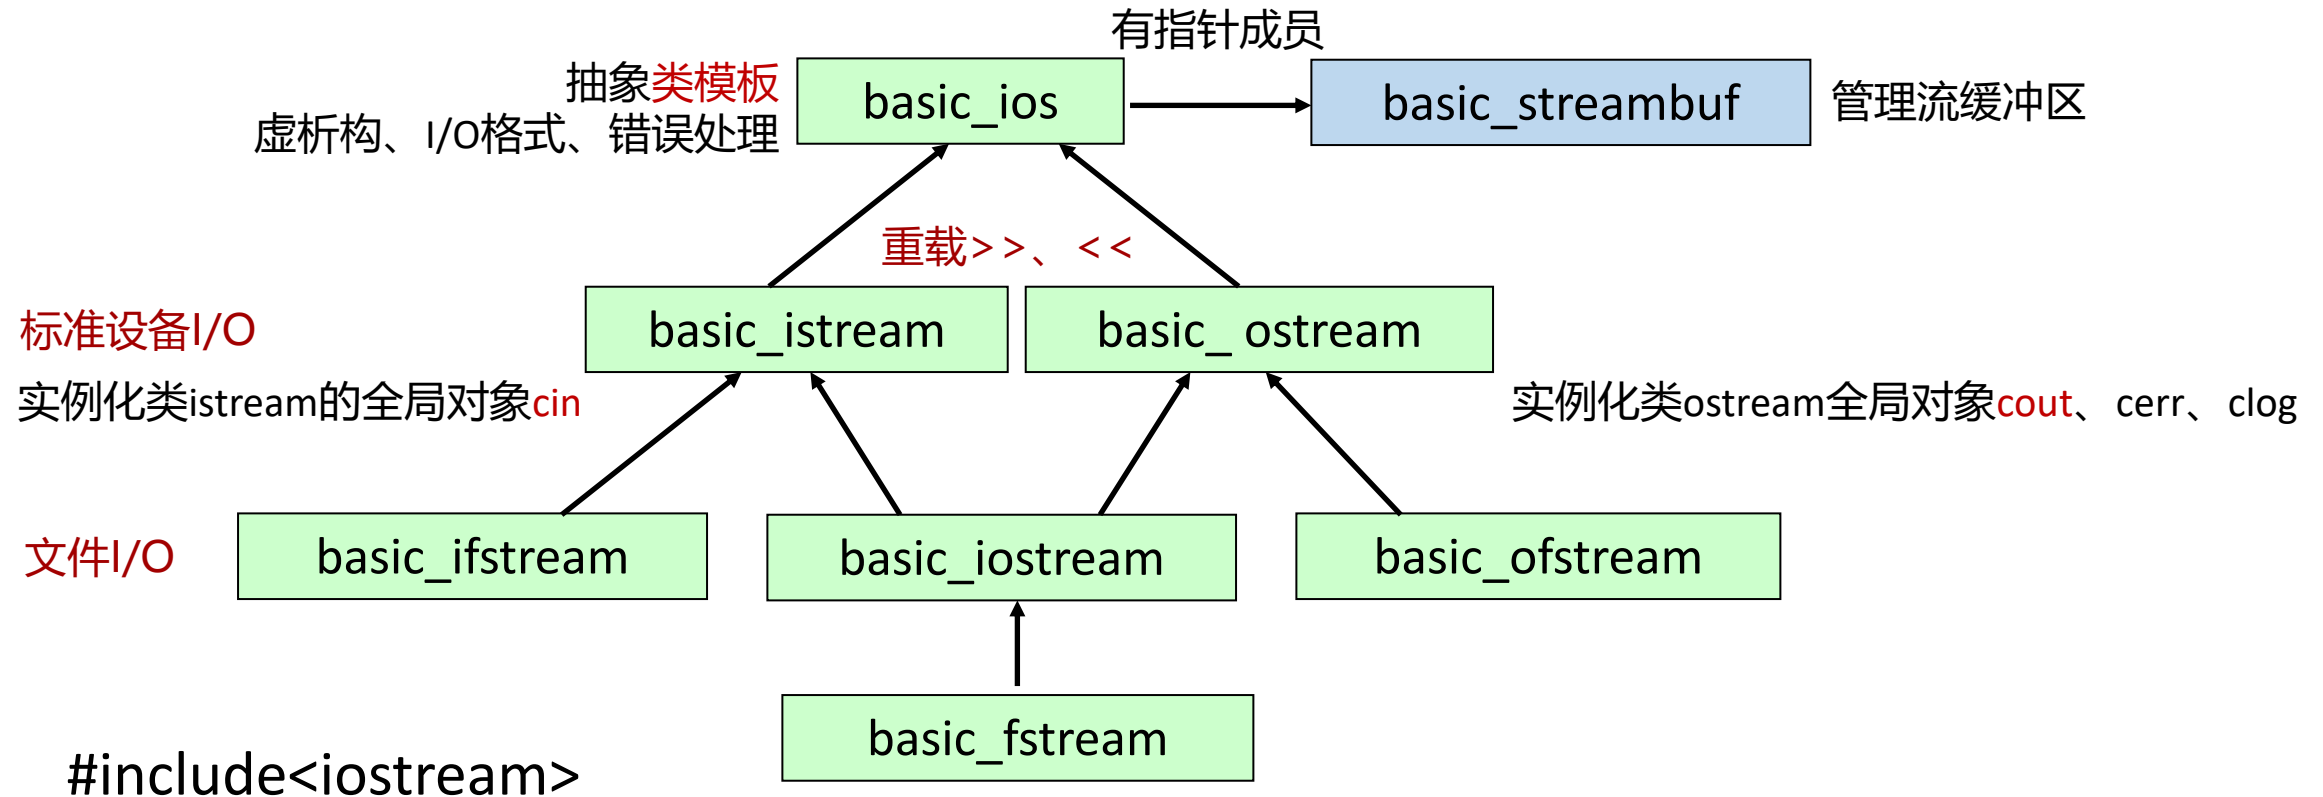 有指针成员
抽象类模板
虚析构、I/O格式、错误处理
basic_ios
basic_streambuf
管理流缓冲区
重载>>、<<
标准设备I/O
basic_istream
basic_ ostream
实例化类istream的全局对象cin
实例化类ostream全局对象cout、cerr、clog
文件I/O
basic_ifstream
basic_iostream
basic_ofstream
basic_fstream
#include<iostream>